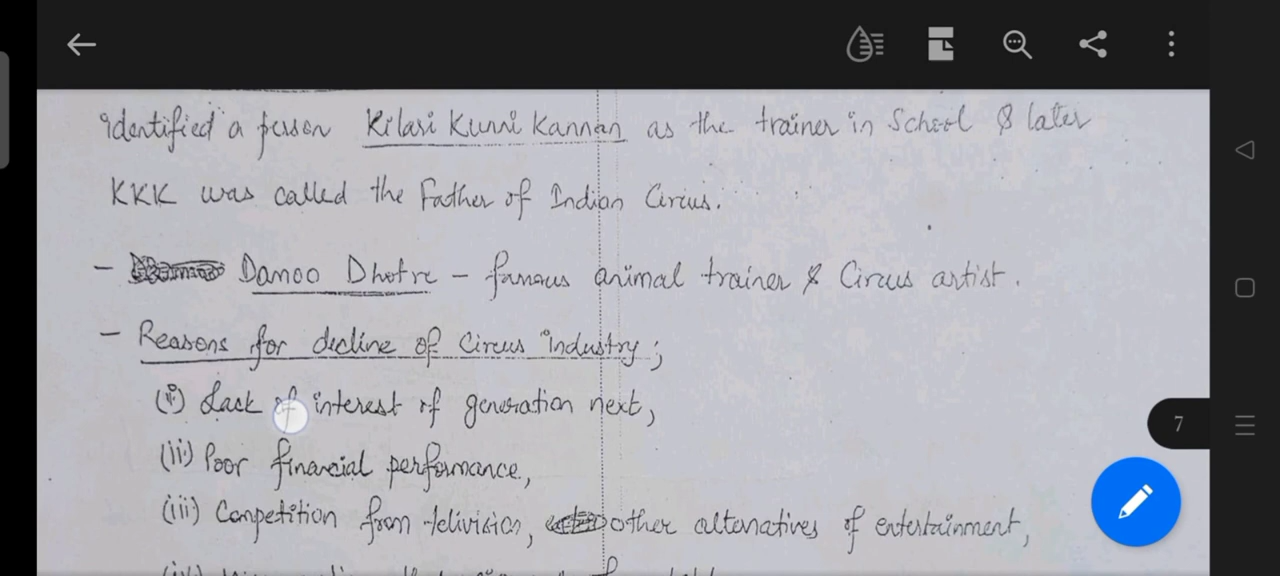 identified a person Kilari Kunni Kannan as the trainer in School & later
KKK was called the Father of Indian Circus.
- Damoo Dhotre - famous animal trainer & Circus artist.
- Reasons for decline of Circus industry;
(i) Lack of interest of generation next,
(ii) Poor financial performance,
(iii) Competition from telivision, other alternatives of entertainment,
7